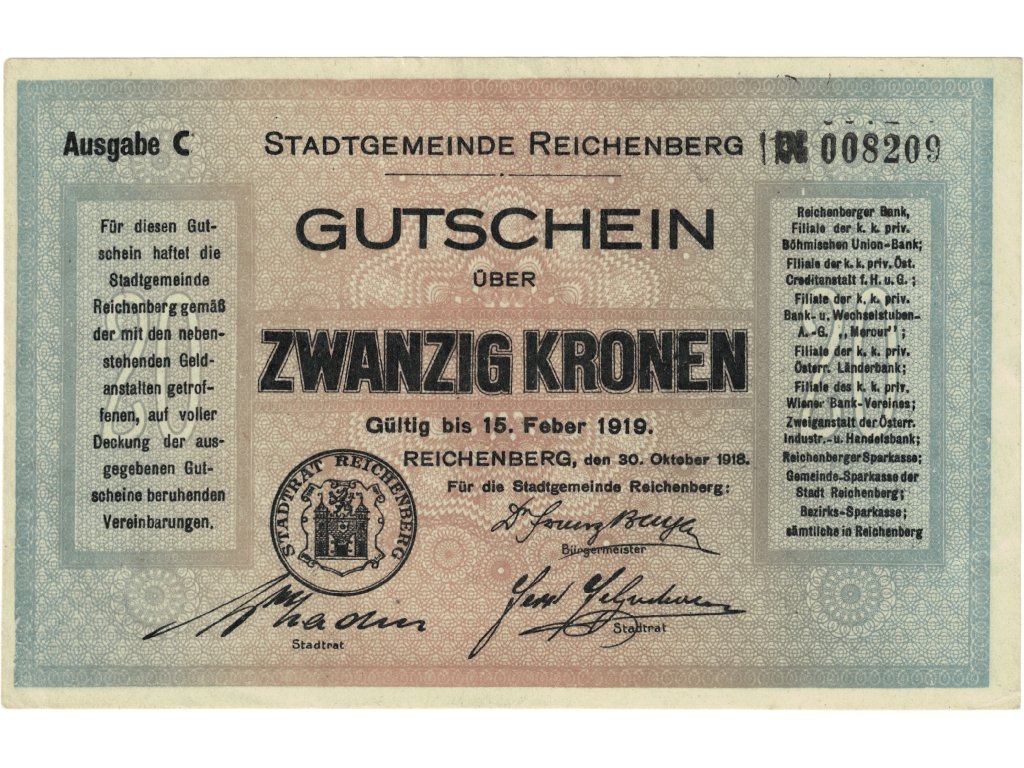 Ausgabe C
STADTGEMEINDE REICHENBERG
008209
Für diesen Gut-
schein haftet die
Stadtgemeinde
Reichenberg gemäß
der mit den neben-
stehenden Geld-
anstalten getrof-
fenen, auf voller
Deckung der aus-
gegebenen Gut-
scheine beruhenden
Vereinbarungen.
GUTSCHEIN
ÜBER
ZWANZIG KRONEN
Gültig bis 15. Feber 1919.
REICHENBERG, den 30. Oktober 1918.
Für die Stadtgemeinde Reichenberg:
STADTRAT REICHENBERG
Dr Franz Bayer
Bürgermeister
Stadtrat
Stadtrat
Reichenberger Bank,
Filiale der k. k. priv.
Böhmischen Union-Bank;
Filiale der k. k. priv. Öst.
Creditanstalt f. H. u. G.;
Filiale der k. k. priv.
Bank- u. Wechselstuben-
A.-G. „Mercur";
Filiale der k. k. priv.
Österr. Länderbank;
Filiale des k. k. priv.
Wiener Bank-Vereines;
Zweiganstalt der Österr.
Industr.- u. Handelsbank;
Reichenberger Sparkasse;
Gemeinde-Sparkasse der
Stadt Reichenberg;
Bezirks-Sparkasse;
sämtliche in Reichenberg